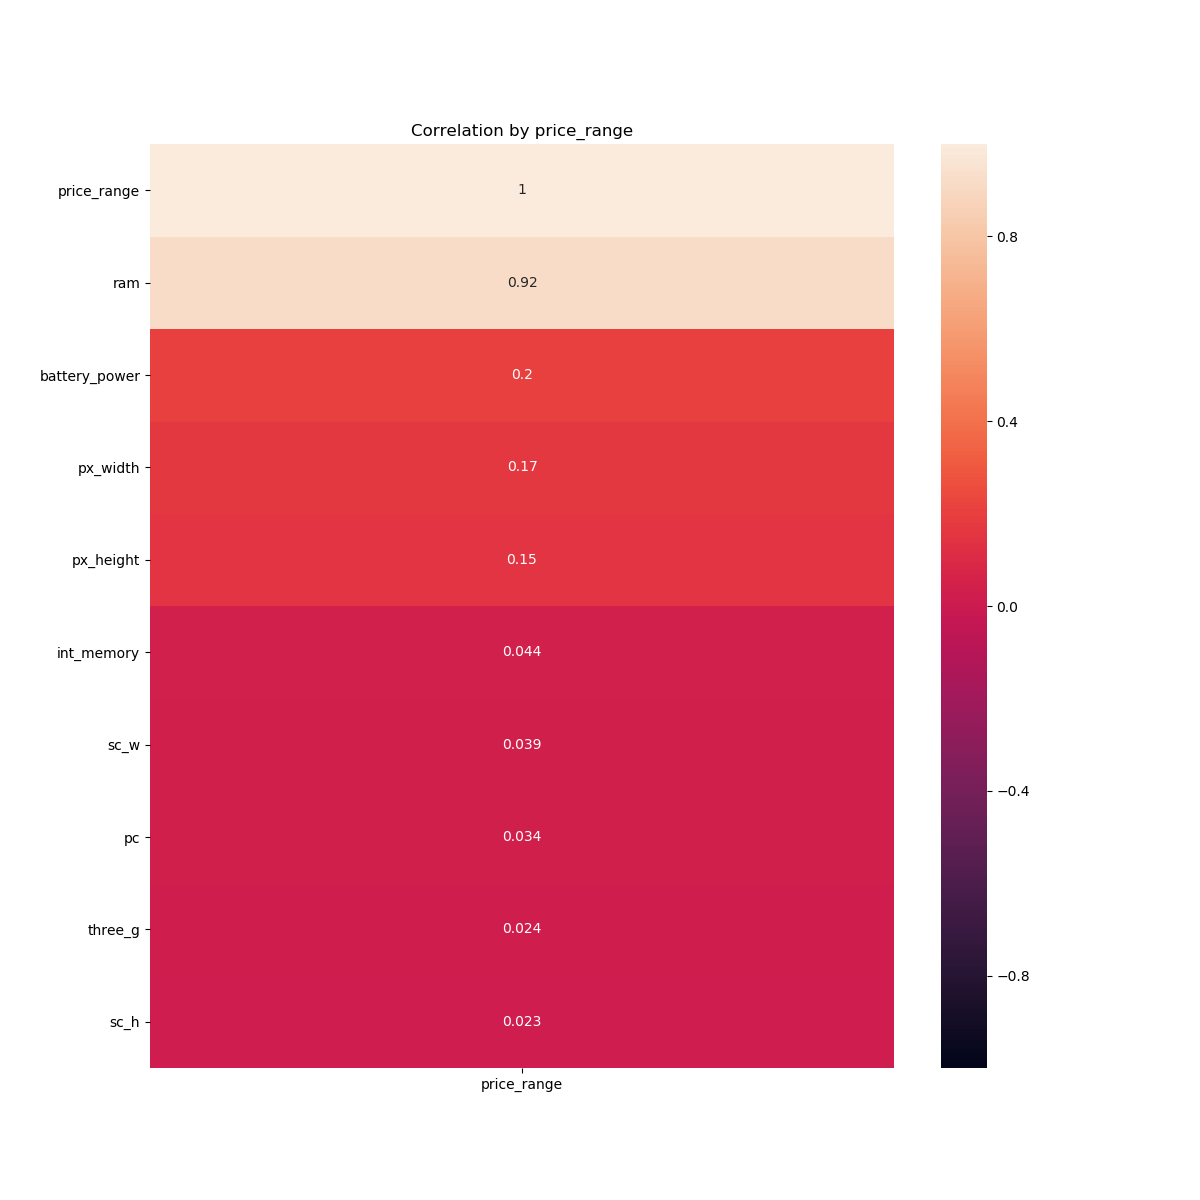 Correlation by price_range
price_range
1
ram
0.92
battery_power
0.2
px_width
0.17
px_height
0.15
int_memory
0.044
sc_w
0.039
pc
0.034
three_g
0.024
sc_h
0.023
price_range
0.8
0.4
0.0
−0.4
−0.8